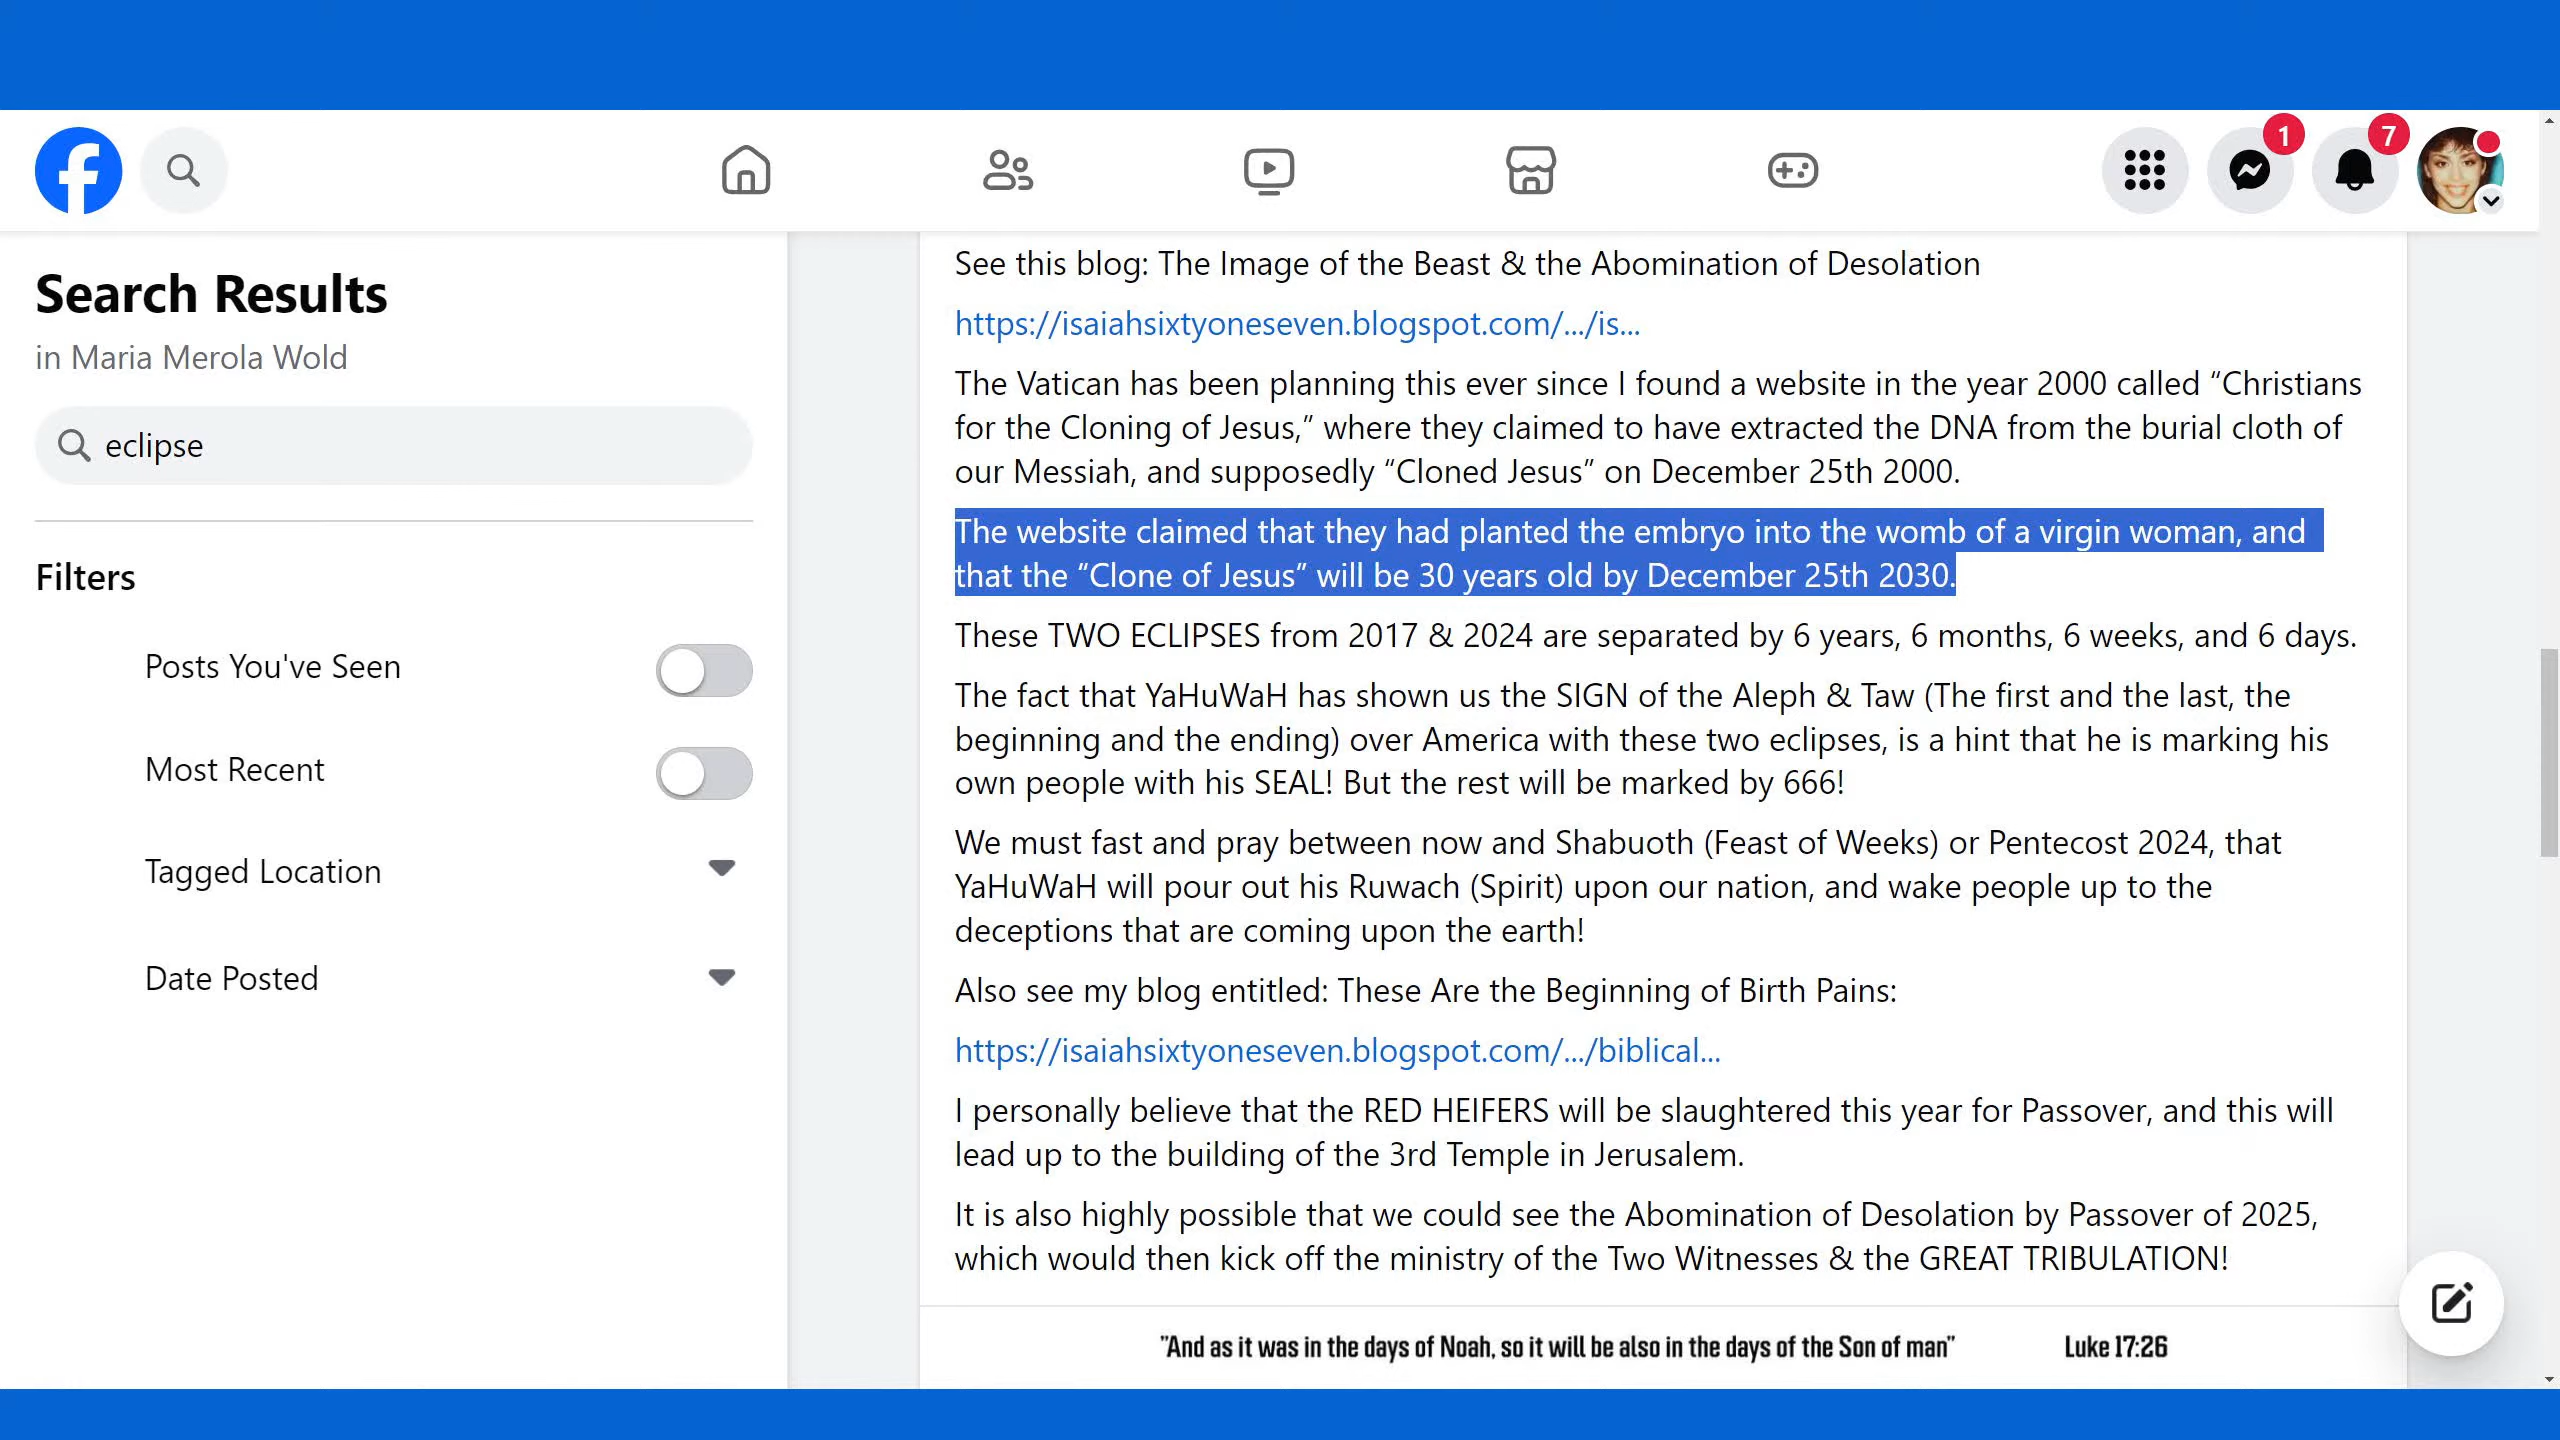 1
7
Search Results
in Maria Merola Wold
eclipse
Filters
Posts You've Seen
Most Recent
Tagged Location
Date Posted
See this blog: The Image of the Beast & the Abomination of Desolation
https://isaiahsixtyoneseven.blogspot.com/.../is...
The Vatican has been planning this ever since I found a website in the year 2000 called “Christians
for the Cloning of Jesus,” where they claimed to have extracted the DNA from the burial cloth of
our Messiah, and supposedly “Cloned Jesus” on December 25th 2000.
The website claimed that they had planted the embryo into the womb of a virgin woman, and
that the “Clone of Jesus” will be 30 years old by December 25th 2030.
These TWO ECLIPSES from 2017 & 2024 are separated by 6 years, 6 months, 6 weeks, and 6 days.
The fact that YaHuWaH has shown us the SIGN of the Aleph & Taw (The first and the last, the
beginning and the ending) over America with these two eclipses, is a hint that he is marking his
own people with his SEAL! But the rest will be marked by 666!
We must fast and pray between now and Shabuoth (Feast of Weeks) or Pentecost 2024, that
YaHuWaH will pour out his Ruwach (Spirit) upon our nation, and wake people up to the
deceptions that are coming upon the earth!
Also see my blog entitled: These Are the Beginning of Birth Pains:
https://isaiahsixtyoneseven.blogspot.com/.../biblical...
I personally believe that the RED HEIFERS will be slaughtered this year for Passover, and this will
lead up to the building of the 3rd Temple in Jerusalem.
It is also highly possible that we could see the Abomination of Desolation by Passover of 2025,
which would then kick off the ministry of the Two Witnesses & the GREAT TRIBULATION!
"And as it was in the days of Noah, so it will be also in the days of the Son of man" Luke 17:26